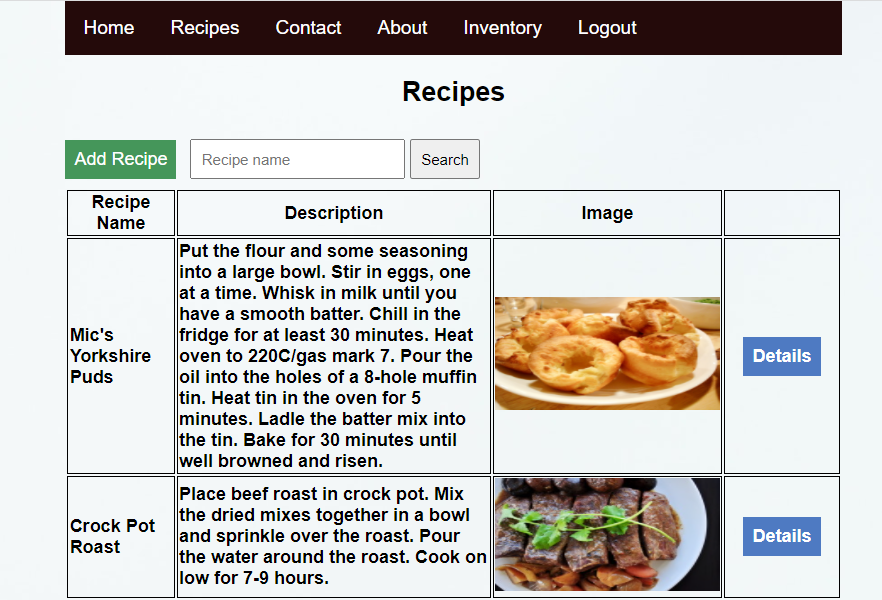 Home Recipes Contact About Inventory Logout
Recipes
Add Recipe Recipe name Search
Recipe
Name
Description
Image
Mic's
Yorkshire
Puds
Put the flour and some seasoning
into a large bowl. Stir in eggs, one
at a time. Whisk in milk until you
have a smooth batter. Chill in the
fridge for at least 30 minutes. Heat
oven to 220C/gas mark 7. Pour the
oil into the holes of a 8-hole muffin
tin. Heat tin in the oven for 5
minutes. Ladle the batter mix into
the tin. Bake for 30 minutes until
well browned and risen.
Details
Crock Pot
Roast
Place beef roast in crock pot. Mix
the dried mixes together in a bowl
and sprinkle over the roast. Pour
the water around the roast. Cook on
low for 7-9 hours.
Details